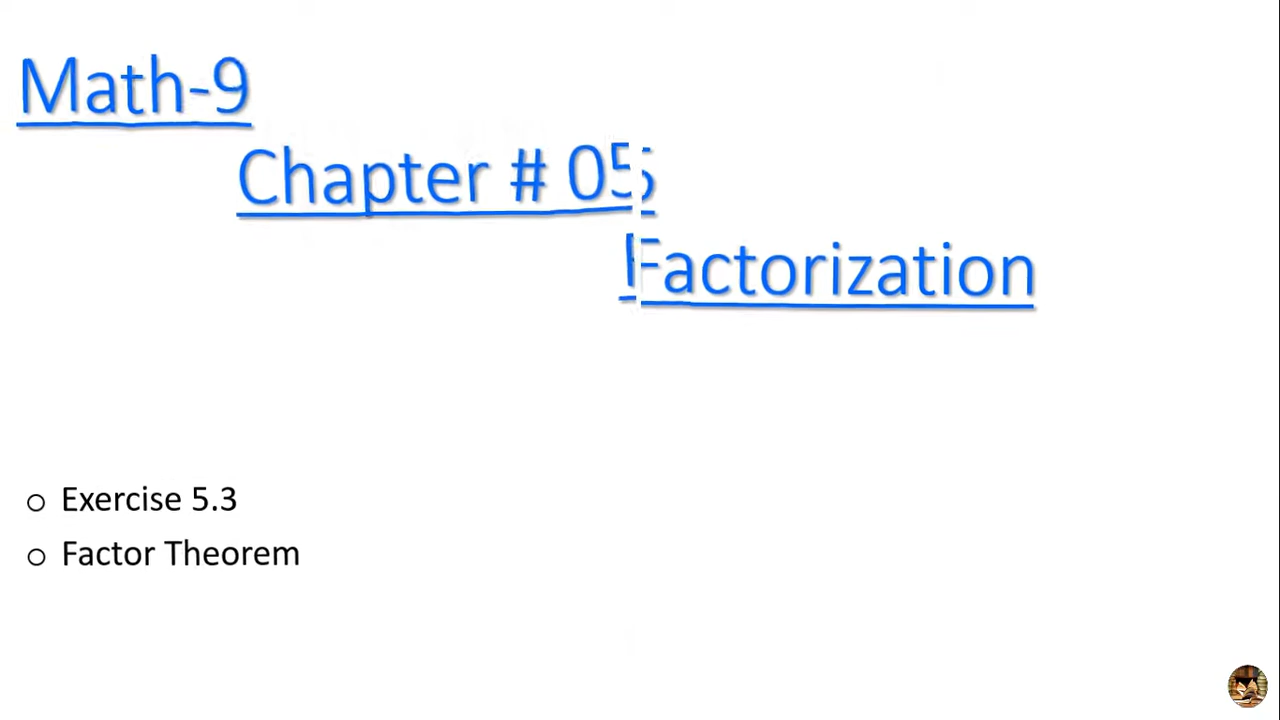 Math-9
Chapter # 05
Factorization
○ Exercise 5.3
○ Factor Theorem